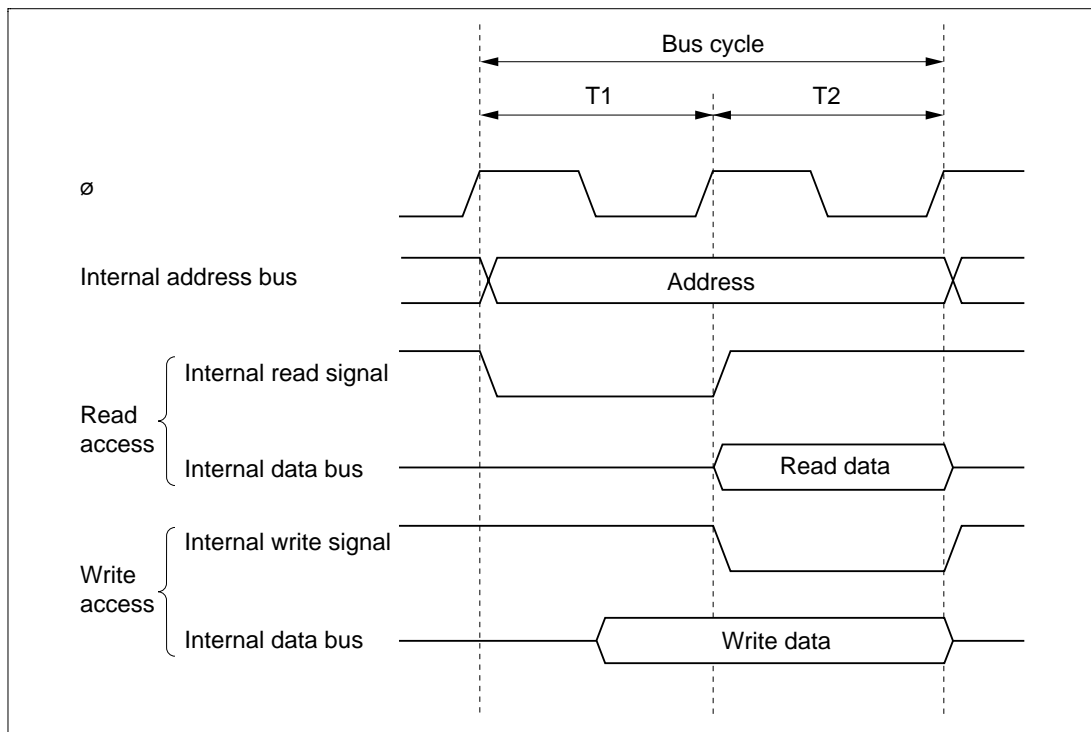 Bus cycle
T1
T2
ø
Internal address bus
Address
Read
access
Internal read signal
Internal data bus
Read data
Write
access
Internal write signal
Internal data bus
Write data